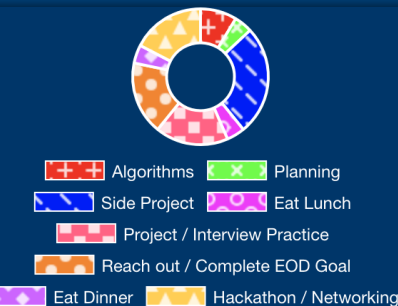 Algorithms Planning
Side Project Eat Lunch
Project / Interview Practice
Reach out / Complete EOD Goal
Eat Dinner Hackathon / Networking